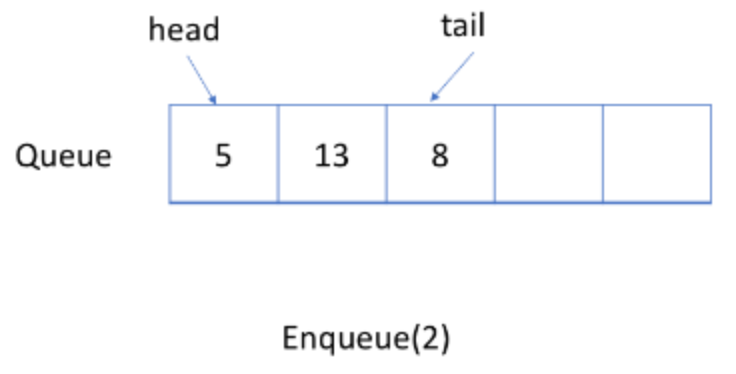 head
tail
Queue 5 13 8
Enqueue(2)